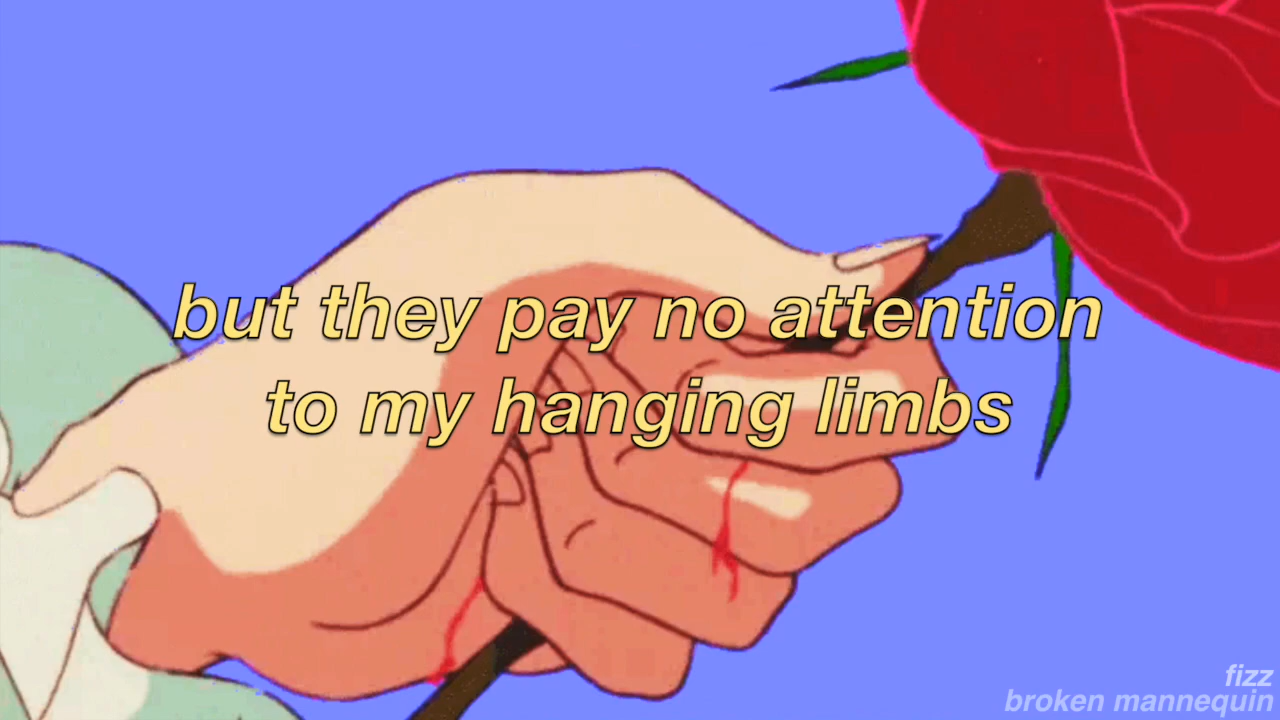 but they pay no attention
to my hanging limbs
fizz
broken mannequin